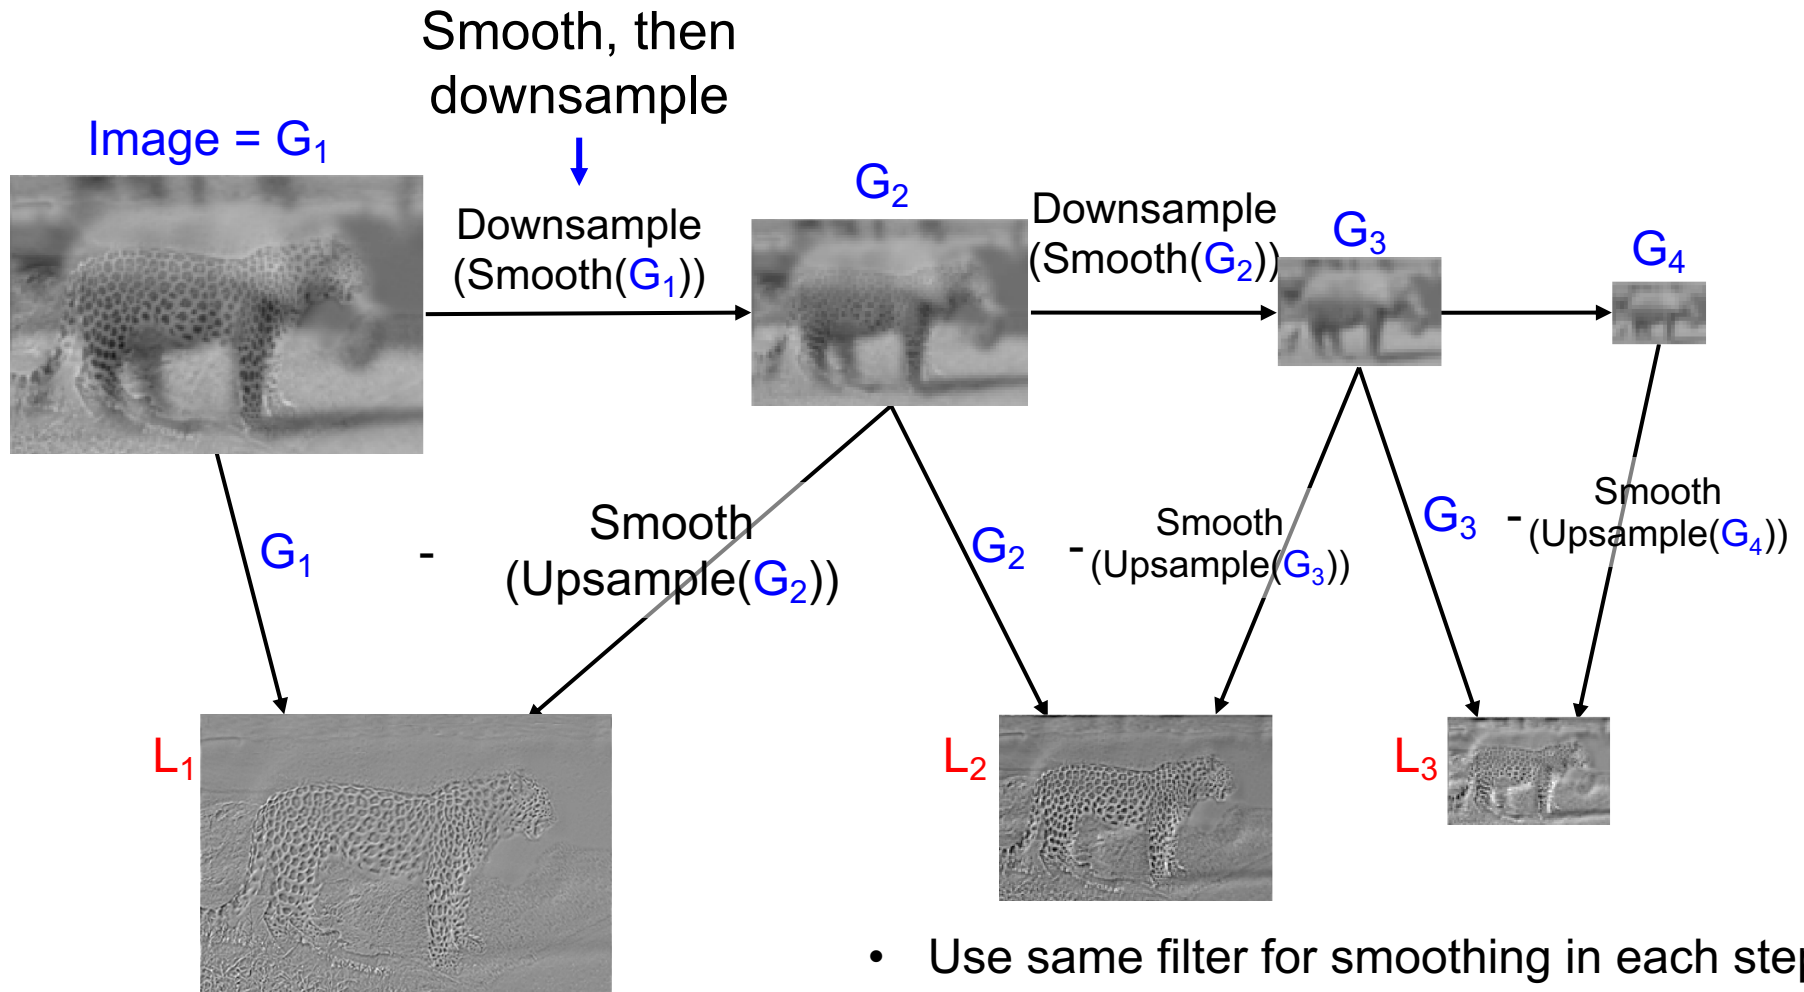 Smooth, then
downsample
Image = G₁
Downsample
(Smooth(G₁))
G₂
Downsample
(Smooth(G₂))
G₃
G₄
G₁ - Smooth
(Upsample(G₂))
G₂ - Smooth
(Upsample(G₃))
G₃ - Smooth
(Upsample(G₄))
L₁
L₂
L₃
• Use same filter for smoothing in each